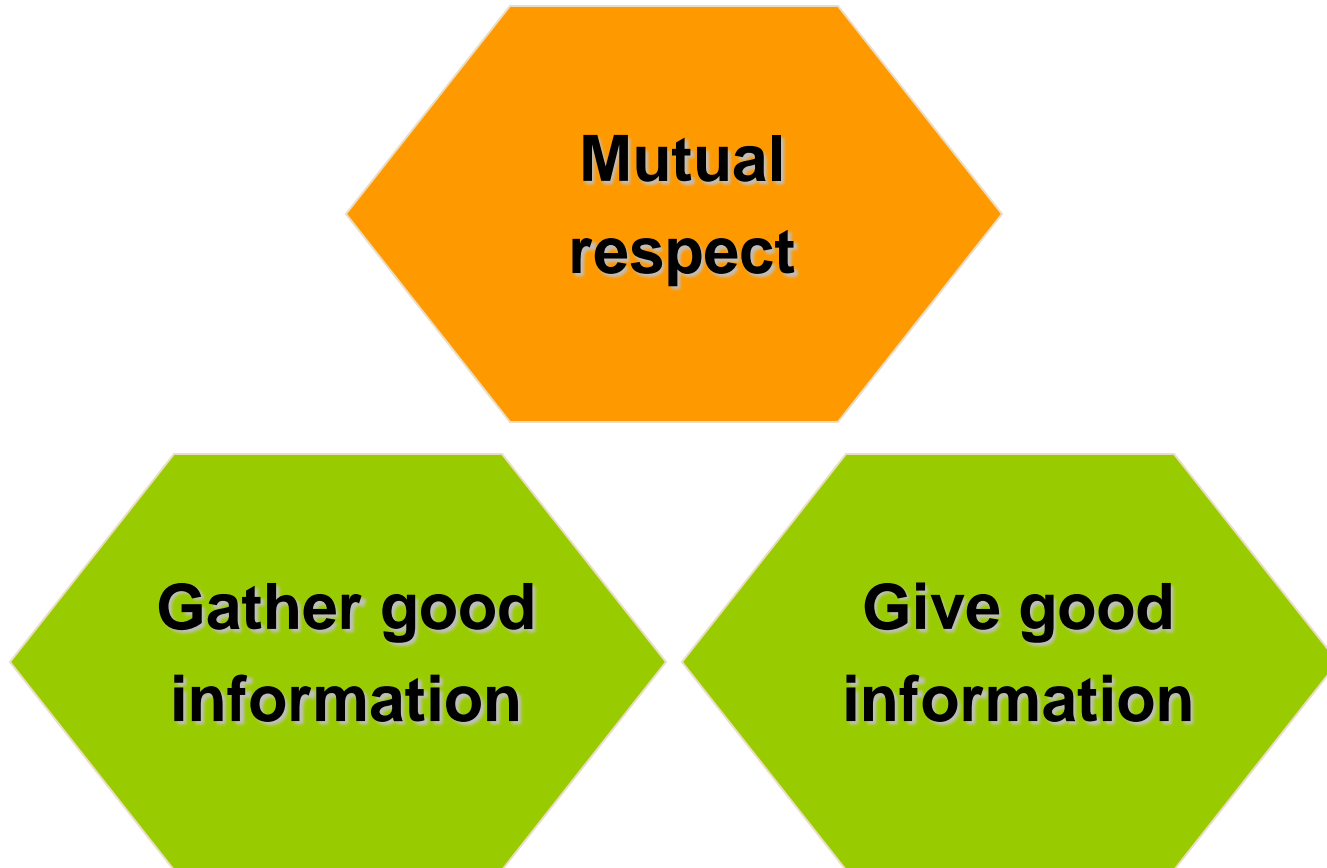 Mutual
respect
Gather good
information
Give good
information